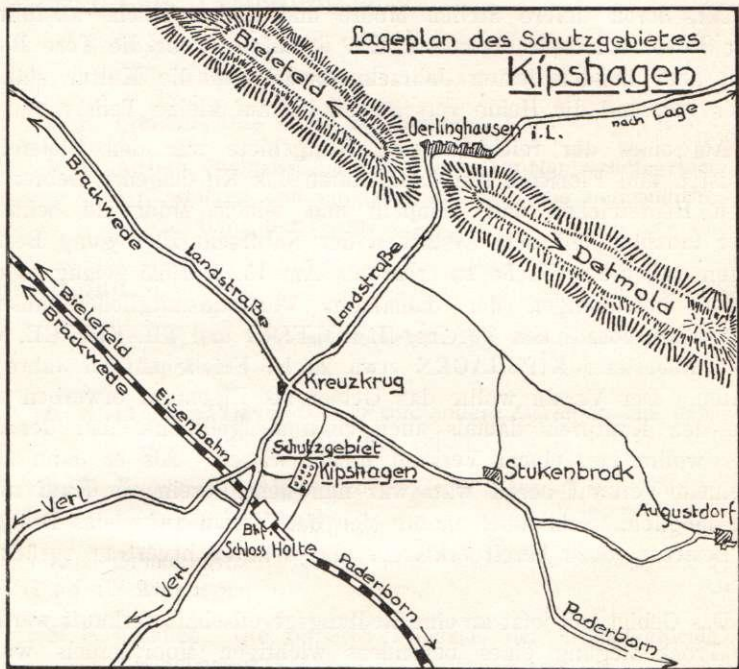 Lageplan des Schutzgebietes
Kipshagen
Bielefeld
nach Lage
Oerlinghausen i.L.
Brackwede
Landstraße
Landstraße
Detmold
Bielefeld
Brackwede
Eisenbahn
Kreuzkrug
Schutzgebiet
Kipshagen
Stukenbrock
Augustdorf
Verl.
Bhf.
Schloss Holte
Verl
Paderborn
Paderborn